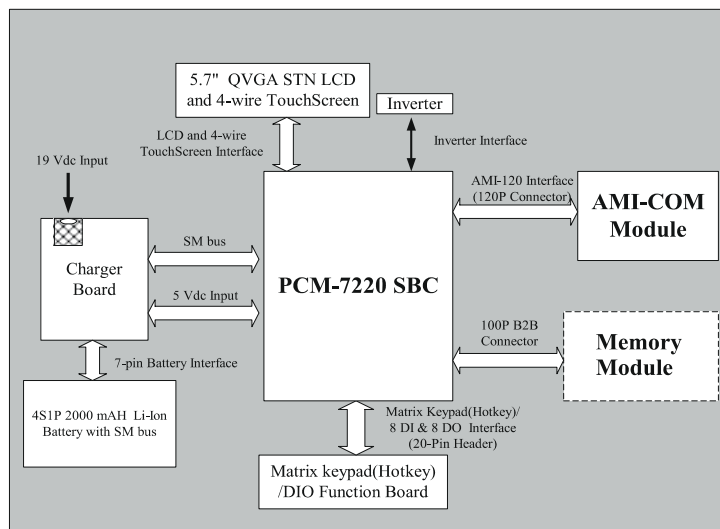 5.7" QVGA STN LCD
and 4-wire TouchScreen
Inverter
LCD and 4-wire
TouchScreen Interface
Inverter Interface
19 Vdc Input
AMI-120 Interface
(120P Connector)
AMI-COM
Module
SM bus
Charger
Board
PCM-7220 SBC
5 Vdc Input
100P B2B
Connector
Memory
Module
7-pin Battery Interface
4S1P 2000 mAH Li-Ion
Battery with SM bus
Matrix Keypad(Hotkey)/
8 DI & 8 DO Interface
(20-Pin Header)
Matrix keypad(Hotkey)
/DIO Function Board